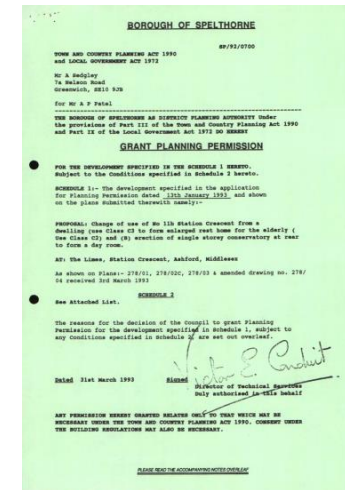 BOROUGH OF SPELTHORNE
SP/92/0700
TOWN AND COUNTRY PLANNING ACT 1990
and LOCAL GOVERNMENT ACT 1972
Mr A Sedgley
7a Nelson Road
Greenwich, SE10 9JB
for Mr A P Patel
THE BOROUGH OF SPELTHORNE AS DISTRICT PLANNING AUTHORITY Under
the provisions of Part III of the Town and Country Planning Act 1990
and Part IX of the Local Government Act 1972 DO HEREBY
GRANT PLANNING PERMISSION
FOR THE DEVELOPMENT SPECIFIED IN THE SCHEDULE 1 HERETO.
Subject to the Conditions specified in Schedule 2 hereto.
SCHEDULE 1:- The development specified in the application
for Planning Permission dated 13th January 1993 and shown
on the plans Submitted therewith namely:-
PROPOSAL: Change of use of No 11b Station Crescent from a
dwelling (use Class C3 to form enlarged rest home for the elderly (
Use Class C2) and (B) erection of single storey conservatory at rear
to form a day room.
AT: The Limes, Station Crescent, Ashford, Middlesex
As shown on Plans:- 278/01, 278/02C, 278/03 & amended drawing no. 278/
04 received 3rd March 1993
SCHEDULE 2
See Attached List.
The reasons for the decision of the Council to grant Planning
Permission for the development specified in Schedule 1, subject to
any Conditions specified in Schedule 2, are set out overleaf.
Victor E Conduit
Dated 31st March 1993 Signed
Director of Technical Services
Duly authorised in this behalf
ANY PERMISSION HEREBY GRANTED RELATES ONLY TO THAT WHICH MAY BE
NECESSARY UNDER THE TOWN AND COUNTRY PLANNING ACT 1990. CONSENT UNDER
THE BUILDING REGULATIONS MAY ALSO BE NECESSARY.
PLEASE READ THE ACCOMPANYING NOTES OVERLEAF